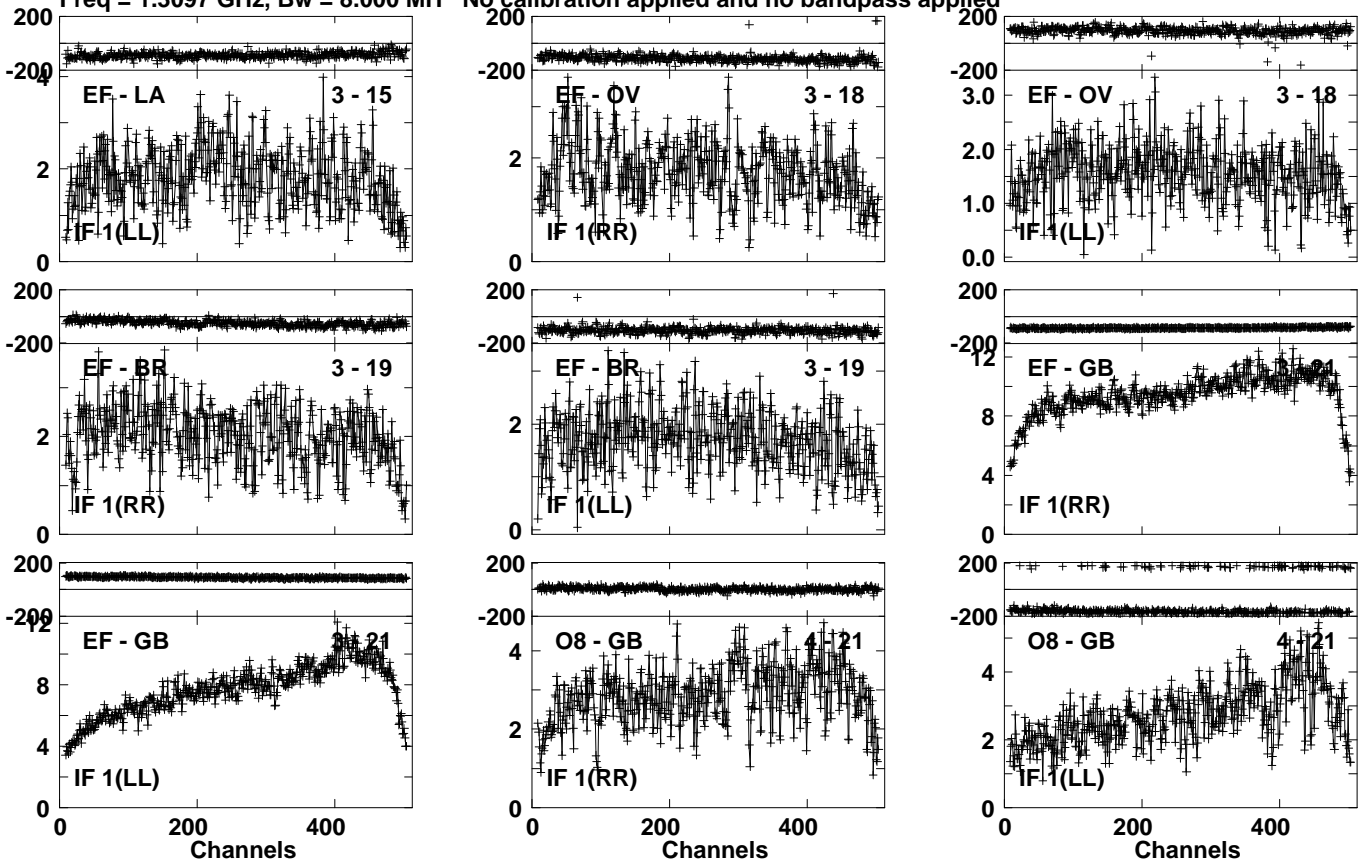 Freq = 1.3097 GHz, Bw = 8.000 MH No calibration applied and no bandpass applied
200 200 200
-200 -200 -200
4
EF - LA 3 - 15 EF - OV 3 - 18 3.0 EF - OV 3 - 18
2 2 2.0
1.0
IF 1(LL) IF 1(RR) IF 1(LL)
0 0 0.0
200 200 200
-200 -200 -200
12
EF - BR 3 - 19 EF - BR 3 - 19 EF - GB 3 - 21
2 2 8
4
IF 1(RR) IF 1(LL) IF 1(RR)
0 0 0
200 200 200
-200 -200 -200
12
EF - GB 3 - 21 O8 - GB 4 - 21 O8 - GB 4 - 21
8 4 4
4 2 2
IF 1(LL) IF 1(RR) IF 1(LL)
0 0 0
0 200 400 0 200 400 0 200 400
Channels Channels Channels